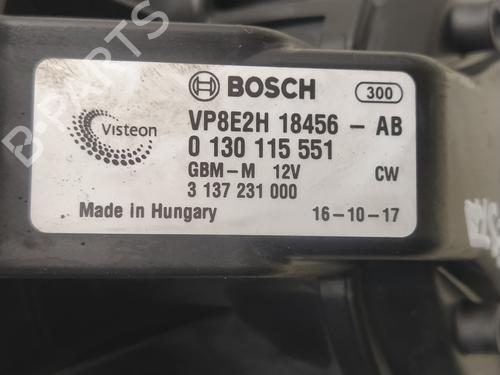 BOSCH
300
Visteon
VP8E2H 18456 - AB
0 130 115 551
GBM-M 12V CW
3 137 231 000
Made in Hungary 16-10-17
B-PARTS